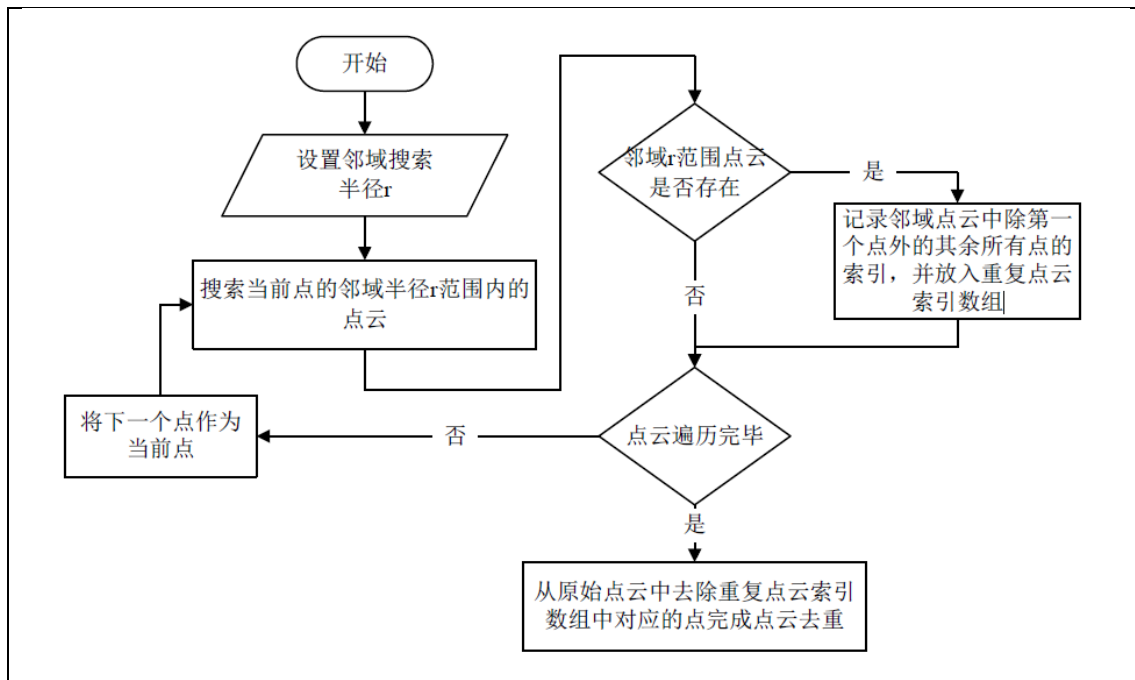 开始
设置邻域搜索
半径r
搜索当前点的邻域半径r范围内的
点云
将下一个点作为
当前点
邻域r范围点云
是否存在
是
记录邻域点云中除第一
个点外的其余所有点的
索引，并放入重复点云
索引数组
否
点云遍历完毕
否
是
从原始点云中去除重复点云索引
数组中对应的点完成点云去重